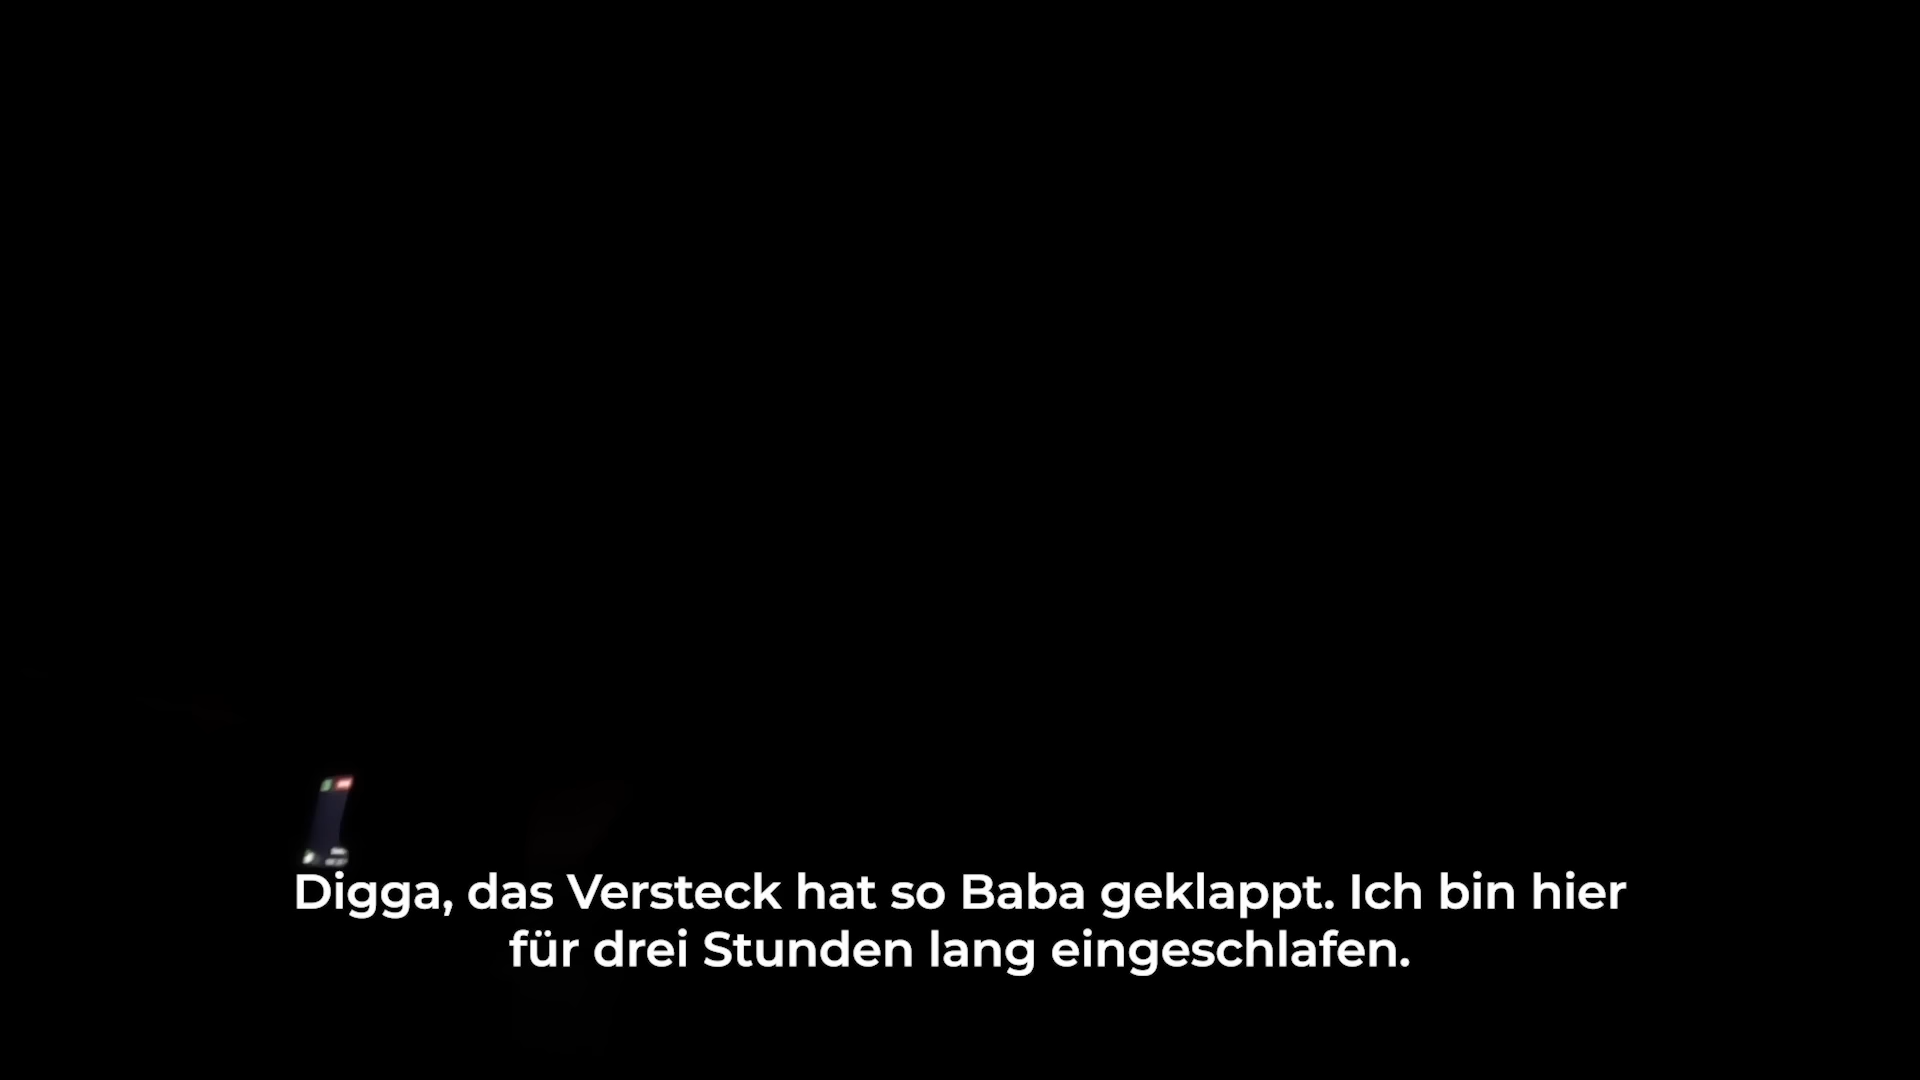 Digga, das Versteck hat so Baba geklappt. Ich bin hier
für drei Stunden lang eingeschlafen.